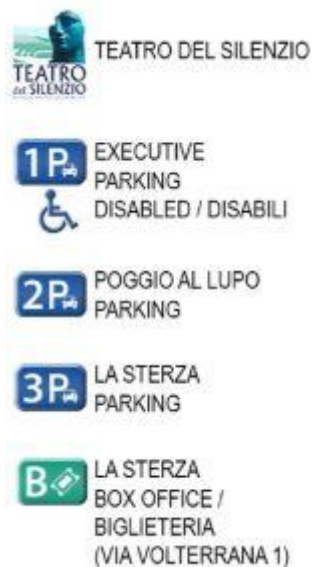 TEATRO
del SILENZIO
TEATRO DEL SILENZIO
1P
EXECUTIVE
PARKING
DISABLED / DISABILI
2P
POGGIO AL LUPO
PARKING
3P
LA STERZA
PARKING
B
LA STERZA
BOX OFFICE /
BIGLIETERIA
(VIA VOLTERRANA 1)